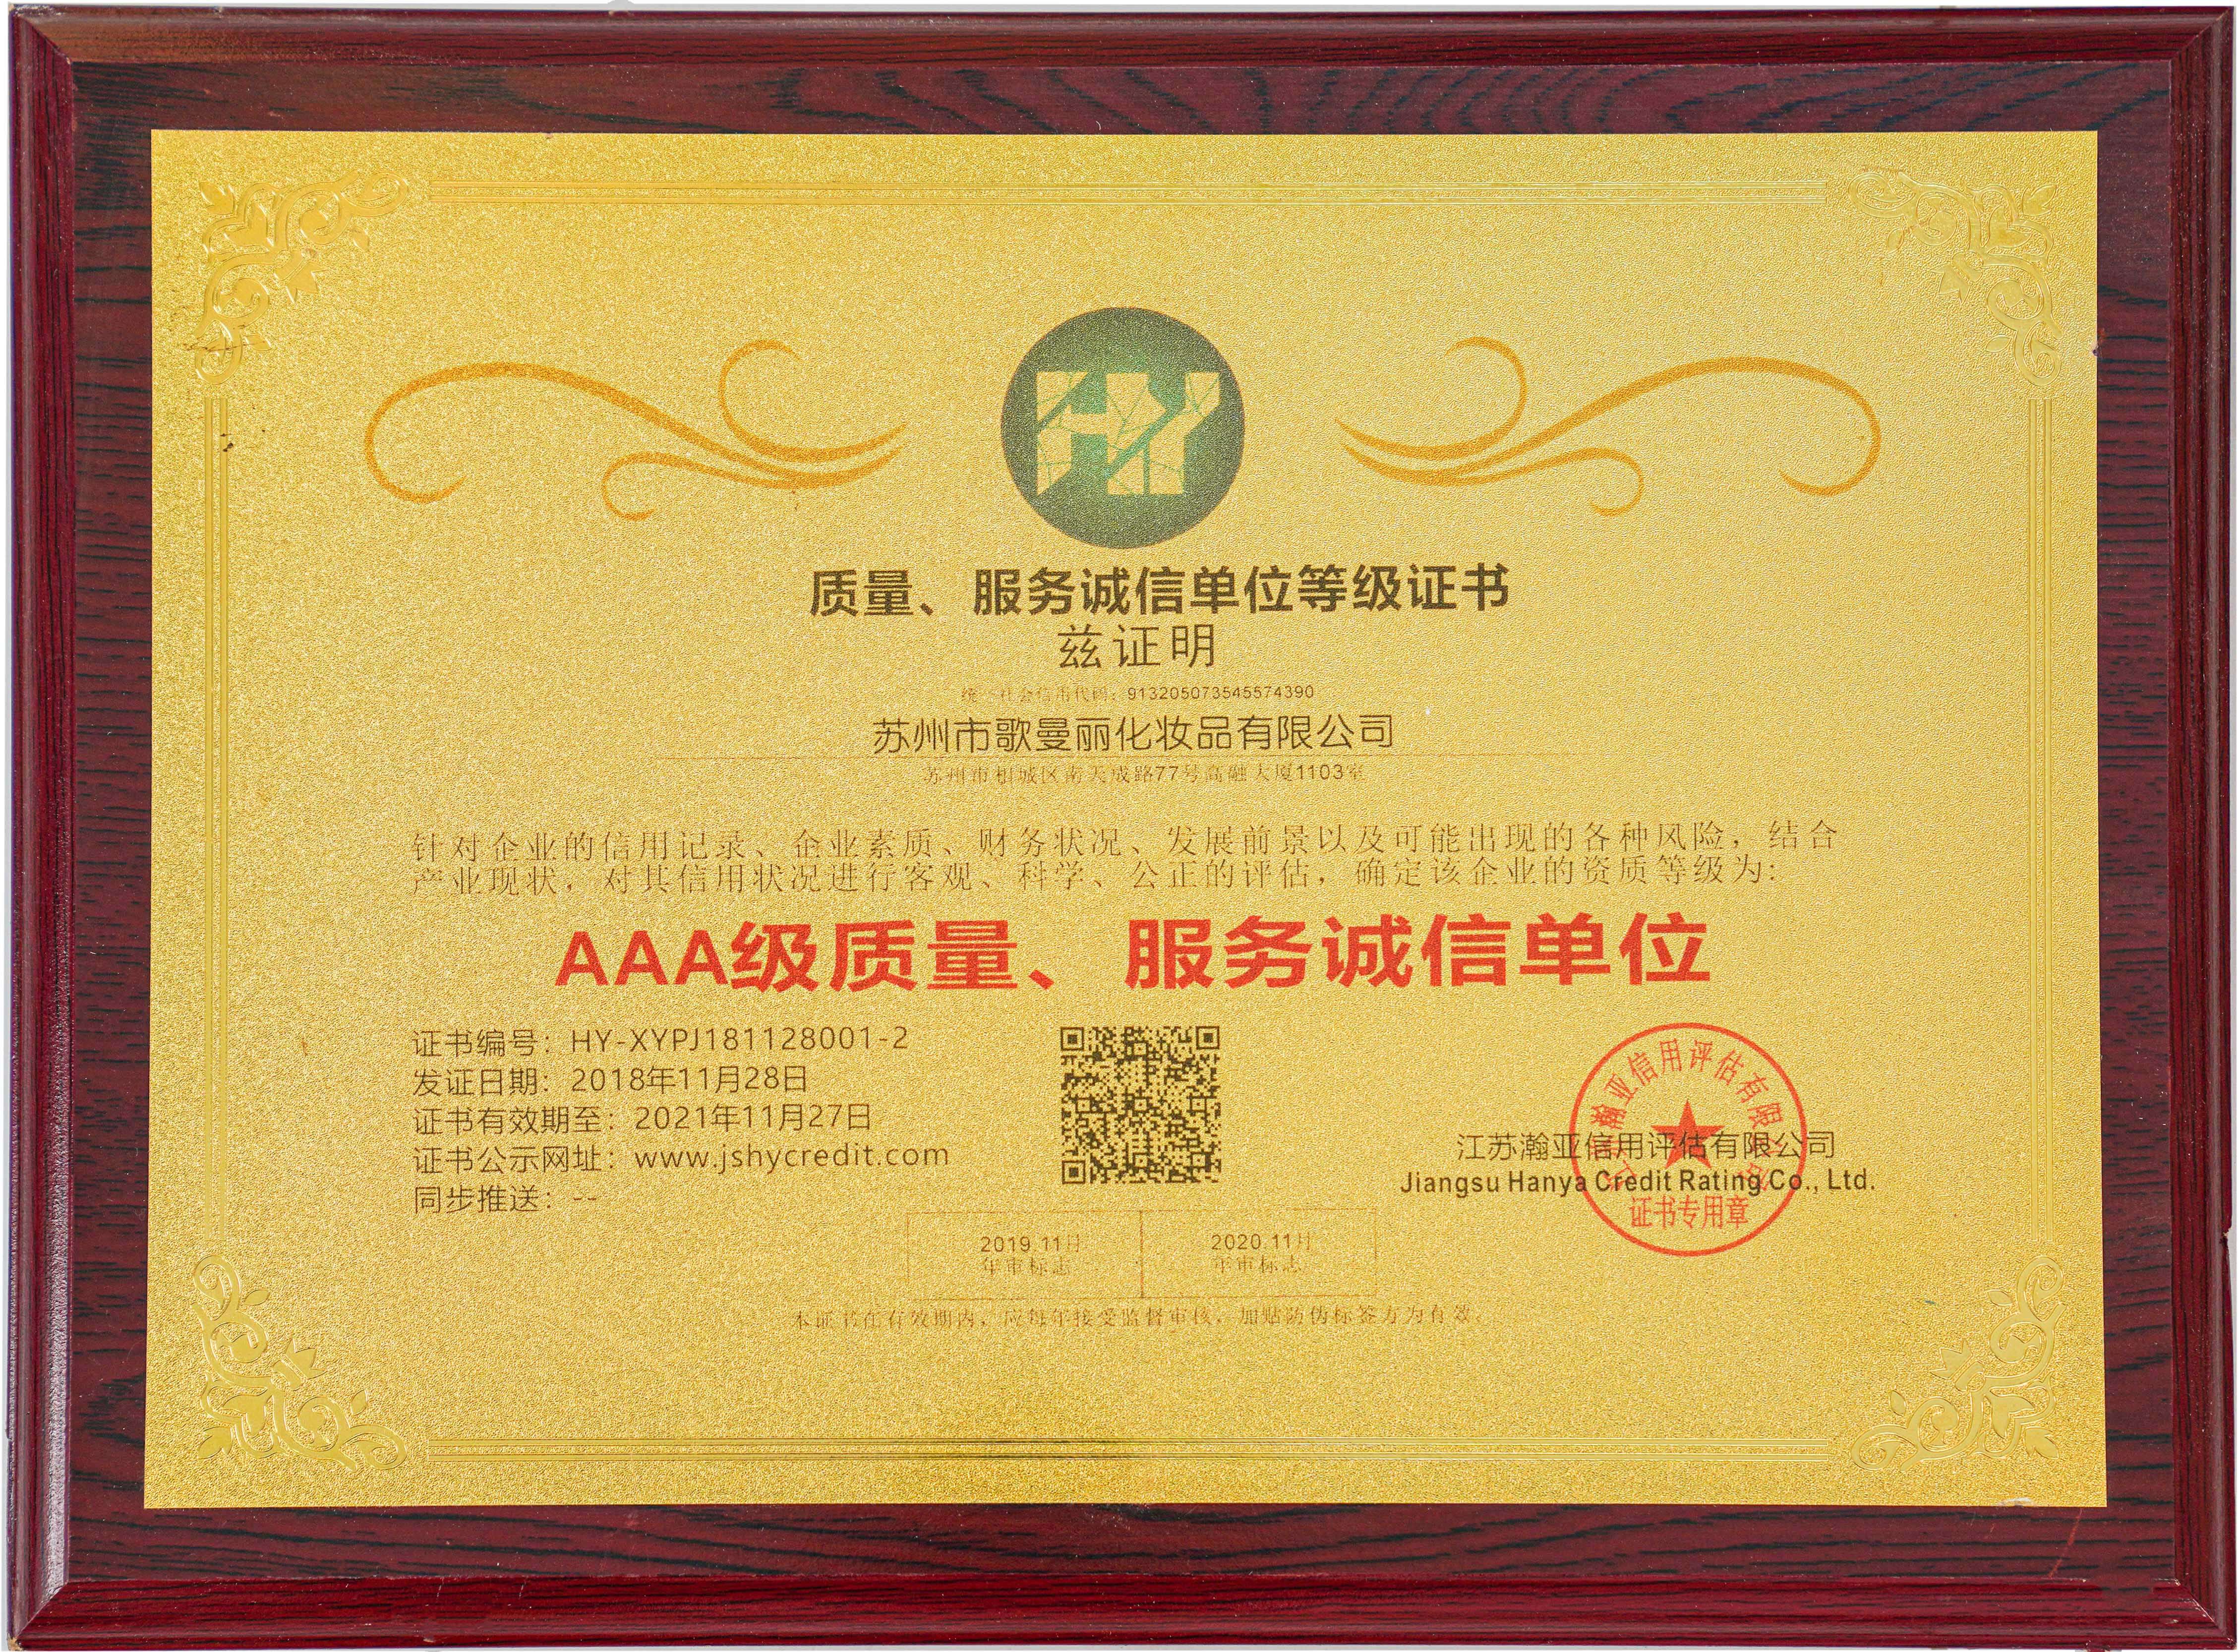 HY
质量、服务诚信单位等级证书
兹证明
统一社会信用代码：913205073545574390
苏州市歌曼丽化妆品有限公司
苏州市相城区南天成路77号高融大厦1103室
针对企业的信用记录、企业素质、财务状况、发展前景以及可能出现的各种风险，结合
产业现状，对其信用状况进行客观、科学、公正的评估，确定该企业的资质等级为：
AAA级质量、服务诚信单位
证书编号：HY-XYPJ181128001-2
发证日期：2018年11月28日
证书有效期至：2021年11月27日
证书公示网址：www.jshycredit.com
同步推送：--
江苏瀚亚信用评估有限公司
江苏瀚亚信用评估有限公司
Jiangsu Hanya Credit Rating Co., Ltd.
证书专用章
2019.11月
年审标志
2020.11月
年审标志
本证书在有效期内，应每年接受监督审核，加贴防伪标签方为有效。